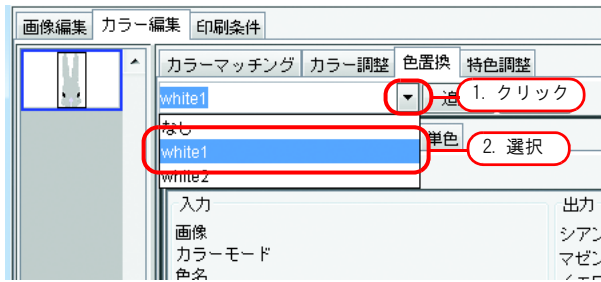 画像編集 カラー編集 印刷条件
カラーマッチング カラー調整 色置換 特色調整
white1 追 1. クリック
なし
white1 単色 2. 選択
white2
入力 出力
画像 シアン
カラーモード マゼン
色名